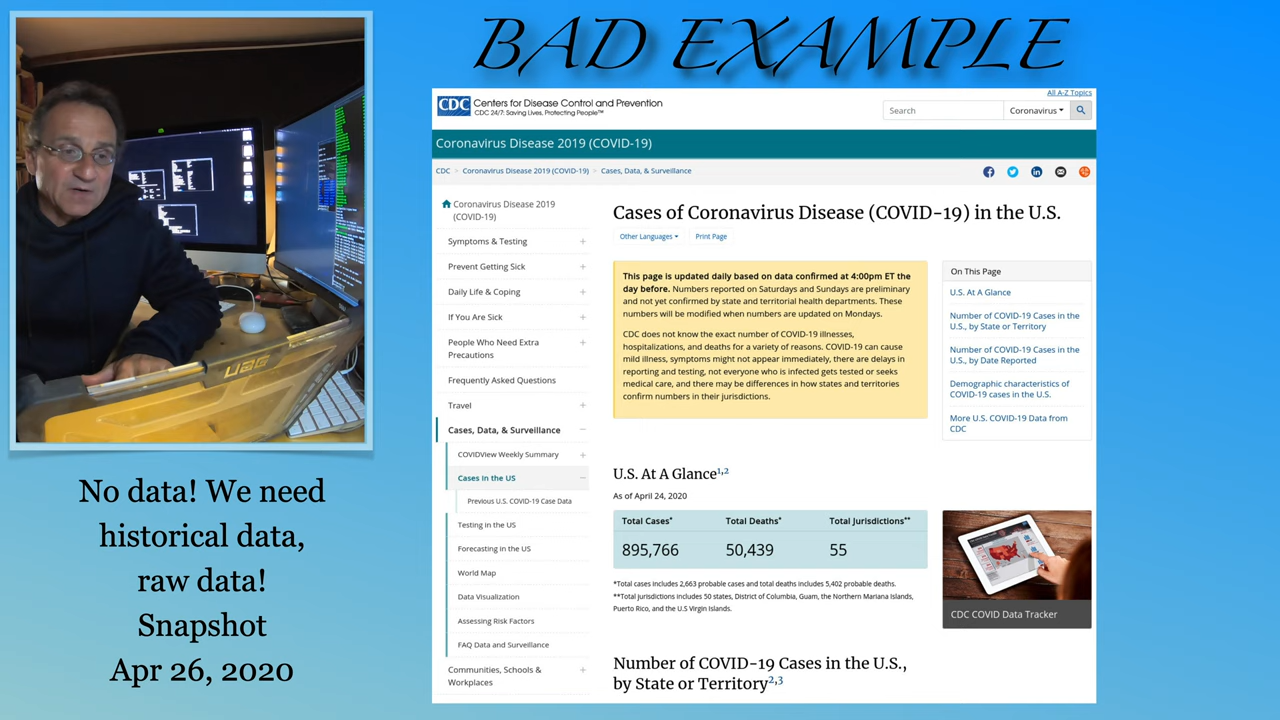 BAD EXAMPLE
All A-Z Topics
CDC Centers for Disease Control and Prevention
CDC 24/7: Saving Lives, Protecting People™
Search
Coronavirus
Coronavirus Disease 2019 (COVID-19)
CDC > Coronavirus Disease 2019 (COVID-19) > Cases, Data, & Surveillance
Coronavirus Disease 2019
(COVID-19)
Symptoms & Testing +
Prevent Getting Sick +
Daily Life & Coping +
If You Are Sick +
People Who Need Extra +
Precautions
Frequently Asked Questions
Travel +
Cases, Data, & Surveillance −
COVIDView Weekly Summary +
Cases in the US −
Previous U.S. COVID-19 Case Data
Testing in the US
Forecasting in the US
World Map
Data Visualization
Assessing Risk Factors
FAQ Data and Surveillance
Communities, Schools & +
Workplaces
Cases of Coronavirus Disease (COVID-19) in the U.S.
Other Languages
Print Page
This page is updated daily based on data confirmed at 4:00pm ET the
day before. Numbers reported on Saturdays and Sundays are preliminary
and not yet confirmed by state and territorial health departments. These
numbers will be modified when numbers are updated on Mondays.
CDC does not know the exact number of COVID-19 illnesses,
hospitalizations, and deaths for a variety of reasons. COVID-19 can cause
mild illness, symptoms might not appear immediately, there are delays in
reporting and testing, not everyone who is infected gets tested or seeks
medical care, and there may be differences in how states and territories
confirm numbers in their jurisdictions.
On This Page
U.S. At A Glance
Number of COVID-19 Cases in the
U.S., by State or Territory
Number of COVID-19 Cases in the
U.S., by Date Reported
Demographic characteristics of
COVID-19 cases in the U.S.
More U.S. COVID-19 Data from
CDC
U.S. At A Glance1,2
As of April 24, 2020
Total Cases* Total Deaths* Total Jurisdictions**
895,766 50,439 55
*Total cases includes 2,663 probable cases and total deaths includes 5,402 probable deaths.
**Total jurisdictions includes 50 states, District of Columbia, Guam, the Northern Mariana Islands,
Puerto Rico, and the U.S Virgin Islands.
CDC COVID Data Tracker
Number of COVID-19 Cases in the U.S.,
by State or Territory2,3
No data! We need
historical data,
raw data!
Snapshot
Apr 26, 2020